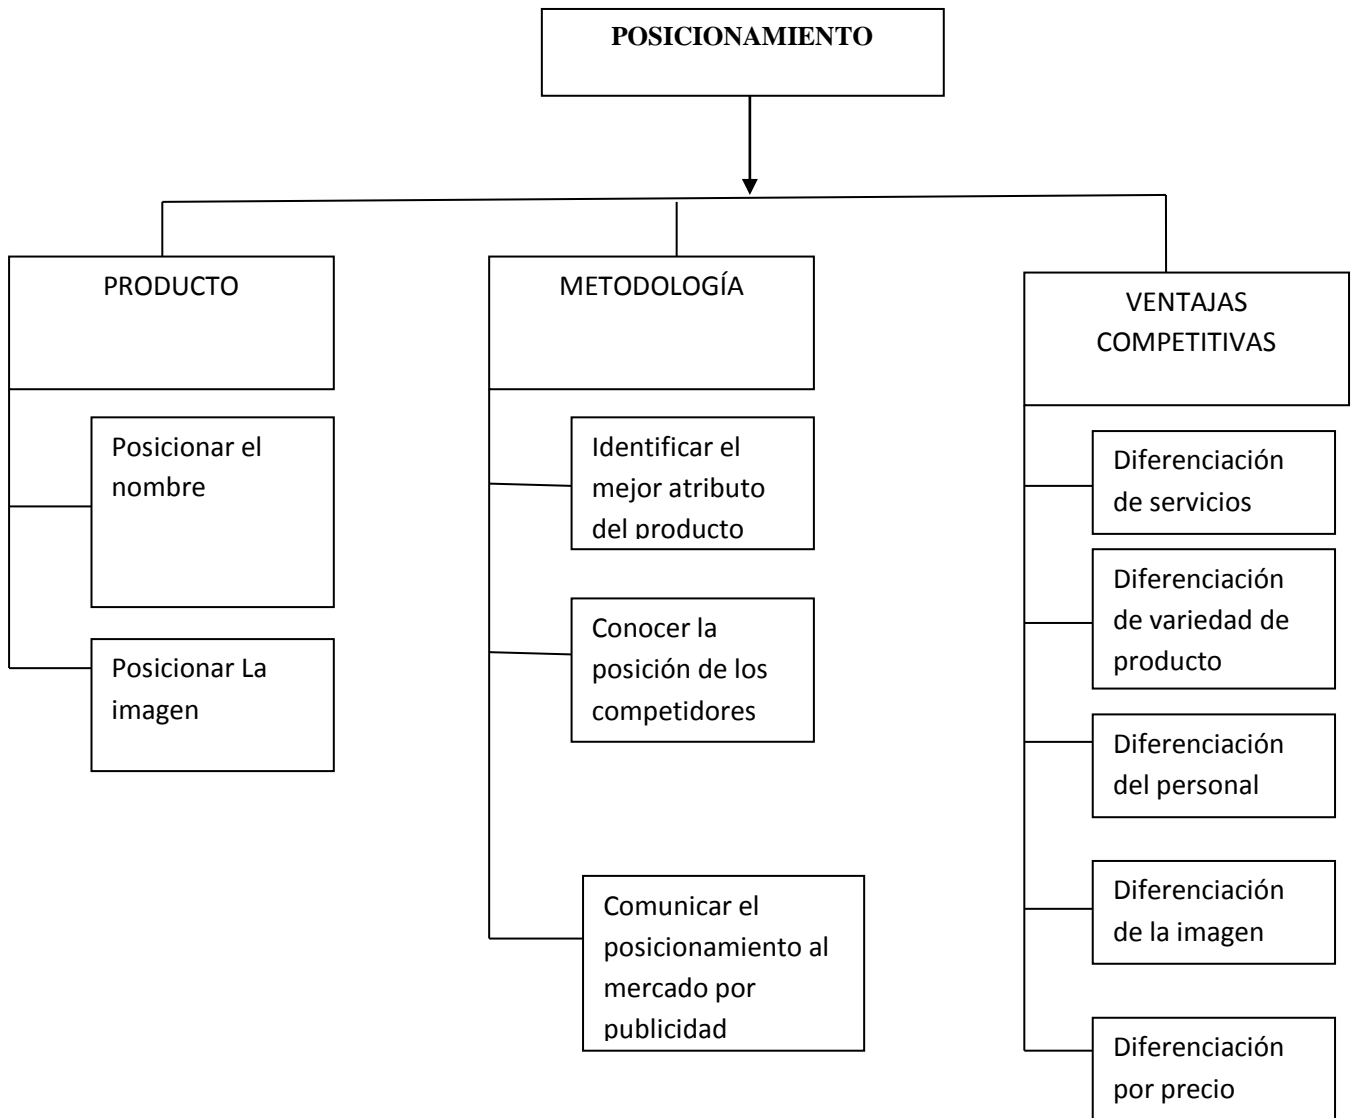 POSICIONAMIENTO
PRODUCTO
Posicionar el
nombre
Posicionar La
imagen
METODOLOGÍA
Identificar el
mejor atributo
del producto
Conocer la
posición de los
competidores
Comunicar el
posicionamiento al
mercado por
publicidad
VENTAJAS
COMPETITIVAS
Diferenciación
de servicios
Diferenciación
de variedad de
producto
Diferenciación
del personal
Diferenciación
de la imagen
Diferenciación
por precio